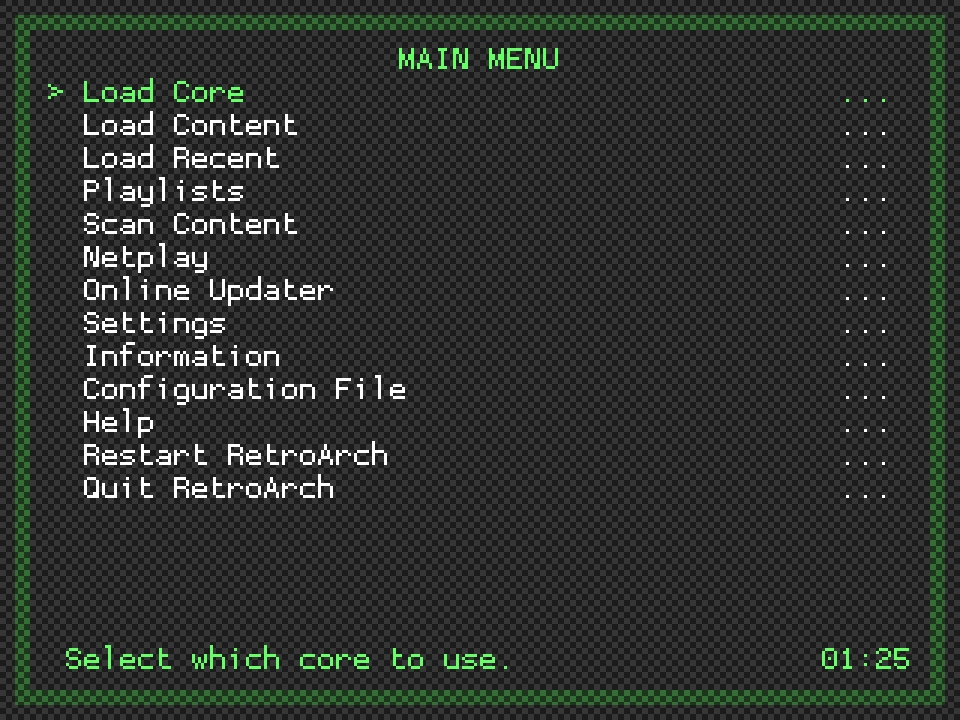 MAIN MENU
> Load Core ...
Load Content ...
Load Recent ...
Playlists ...
Scan Content ...
Netplay ...
Online Updater ...
Settings ...
Information ...
Configuration File ...
Help ...
Restart RetroArch ...
Quit RetroArch ...
Select which core to use. 01:25